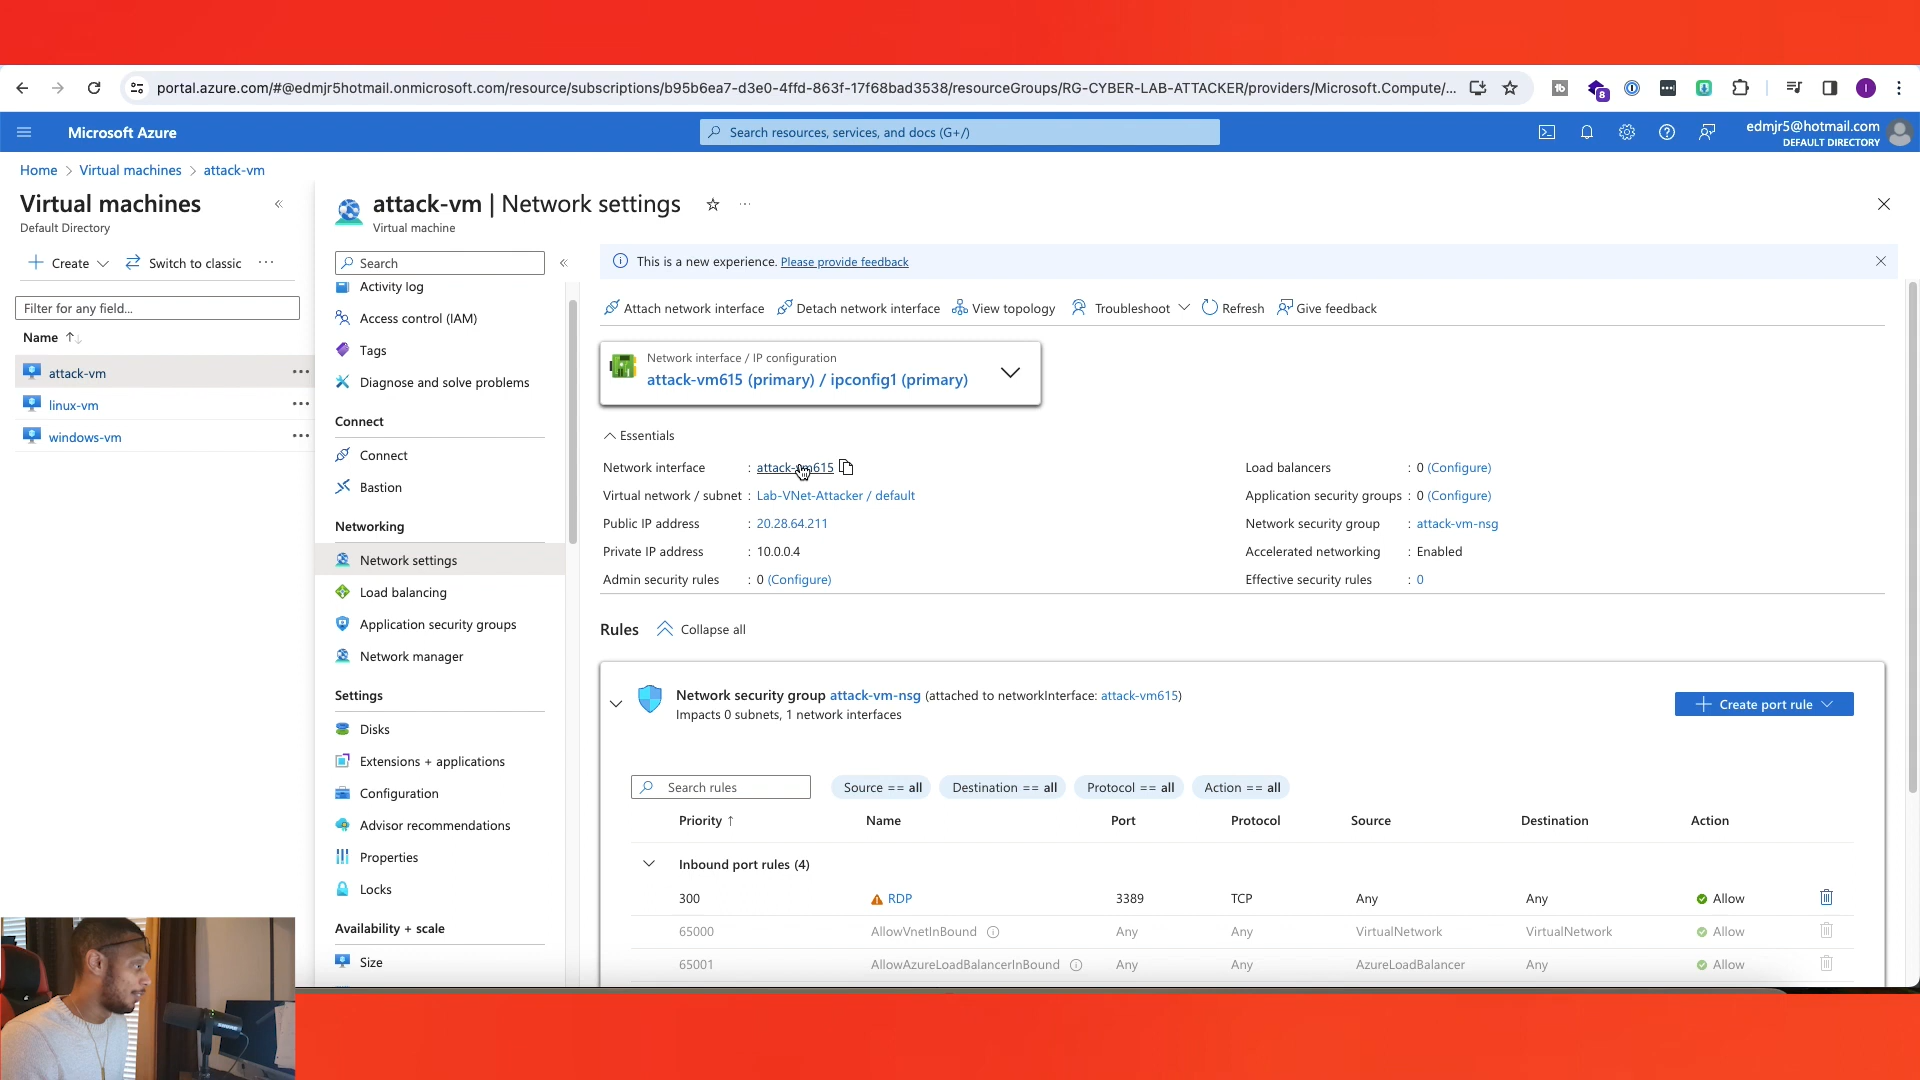 portal.azure.com/#@edmjr5hotmail.onmicrosoft.com/resource/subscriptions/b95b6ea7-d3e0-4ffd-863f-17f68bad3538/resourceGroups/RG-CYBER-LAB-ATTACKER/providers/Microsoft.Compute/...
8
I
Microsoft Azure
Search resources, services, and docs (G+/)
edmjr5@hotmail.com
DEFAULT DIRECTORY
Home > Virtual machines > attack-vm
Virtual machines
Default Directory
Create
Switch to classic
Filter for any field...
Name
attack-vm
linux-vm
windows-vm
attack-vm | Network settings
Virtual machine
Search
Activity log
Access control (IAM)
Tags
Diagnose and solve problems
Connect
Connect
Bastion
Networking
Network settings
Load balancing
Application security groups
Network manager
Settings
Disks
Extensions + applications
Configuration
Advisor recommendations
Properties
Locks
Availability + scale
Size
This is a new experience. Please provide feedback
Attach network interface Detach network interface View topology Troubleshoot Refresh Give feedback
Network interface / IP configuration
attack-vm615 (primary) / ipconfig1 (primary)
Essentials
Network interface : attack-vm615
Virtual network / subnet : Lab-VNet-Attacker / default
Public IP address : 20.28.64.211
Private IP address : 10.0.0.4
Admin security rules : 0 (Configure)
Load balancers : 0 (Configure)
Application security groups : 0 (Configure)
Network security group : attack-vm-nsg
Accelerated networking : Enabled
Effective security rules : 0
Rules Collapse all
Network security group attack-vm-nsg (attached to networkInterface: attack-vm615)
Impacts 0 subnets, 1 network interfaces
Create port rule
Search rules
Source == all Destination == all Protocol == all Action == all
Priority ↑ Name Port Protocol Source Destination Action
Inbound port rules (4)
300 RDP 3389 TCP Any Any Allow
65000 AllowVnetInBound Any Any VirtualNetwork VirtualNetwork Allow
65001 AllowAzureLoadBalancerInBound Any Any AzureLoadBalancer Any Allow